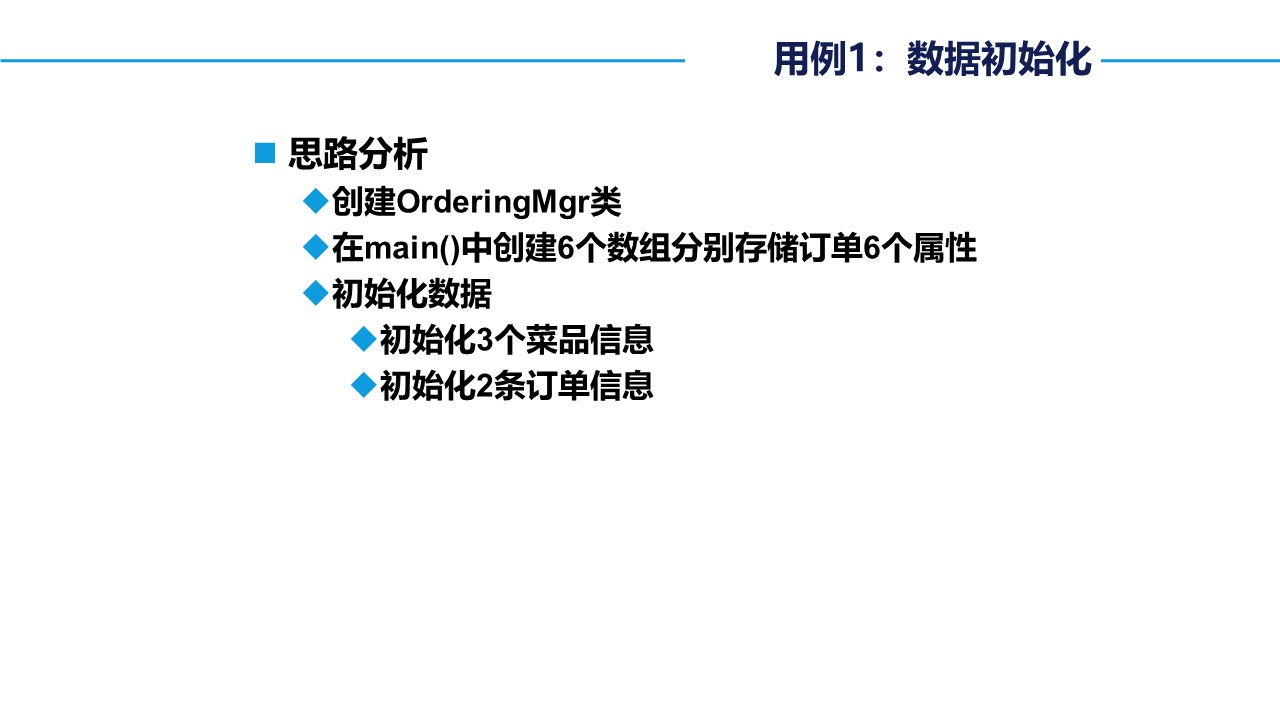 用例1：数据初始化
思路分析
创建OrderingMgr类
在main()中创建6个数组分别存储订单6个属性
初始化数据
初始化3个菜品信息
初始化2条订单信息